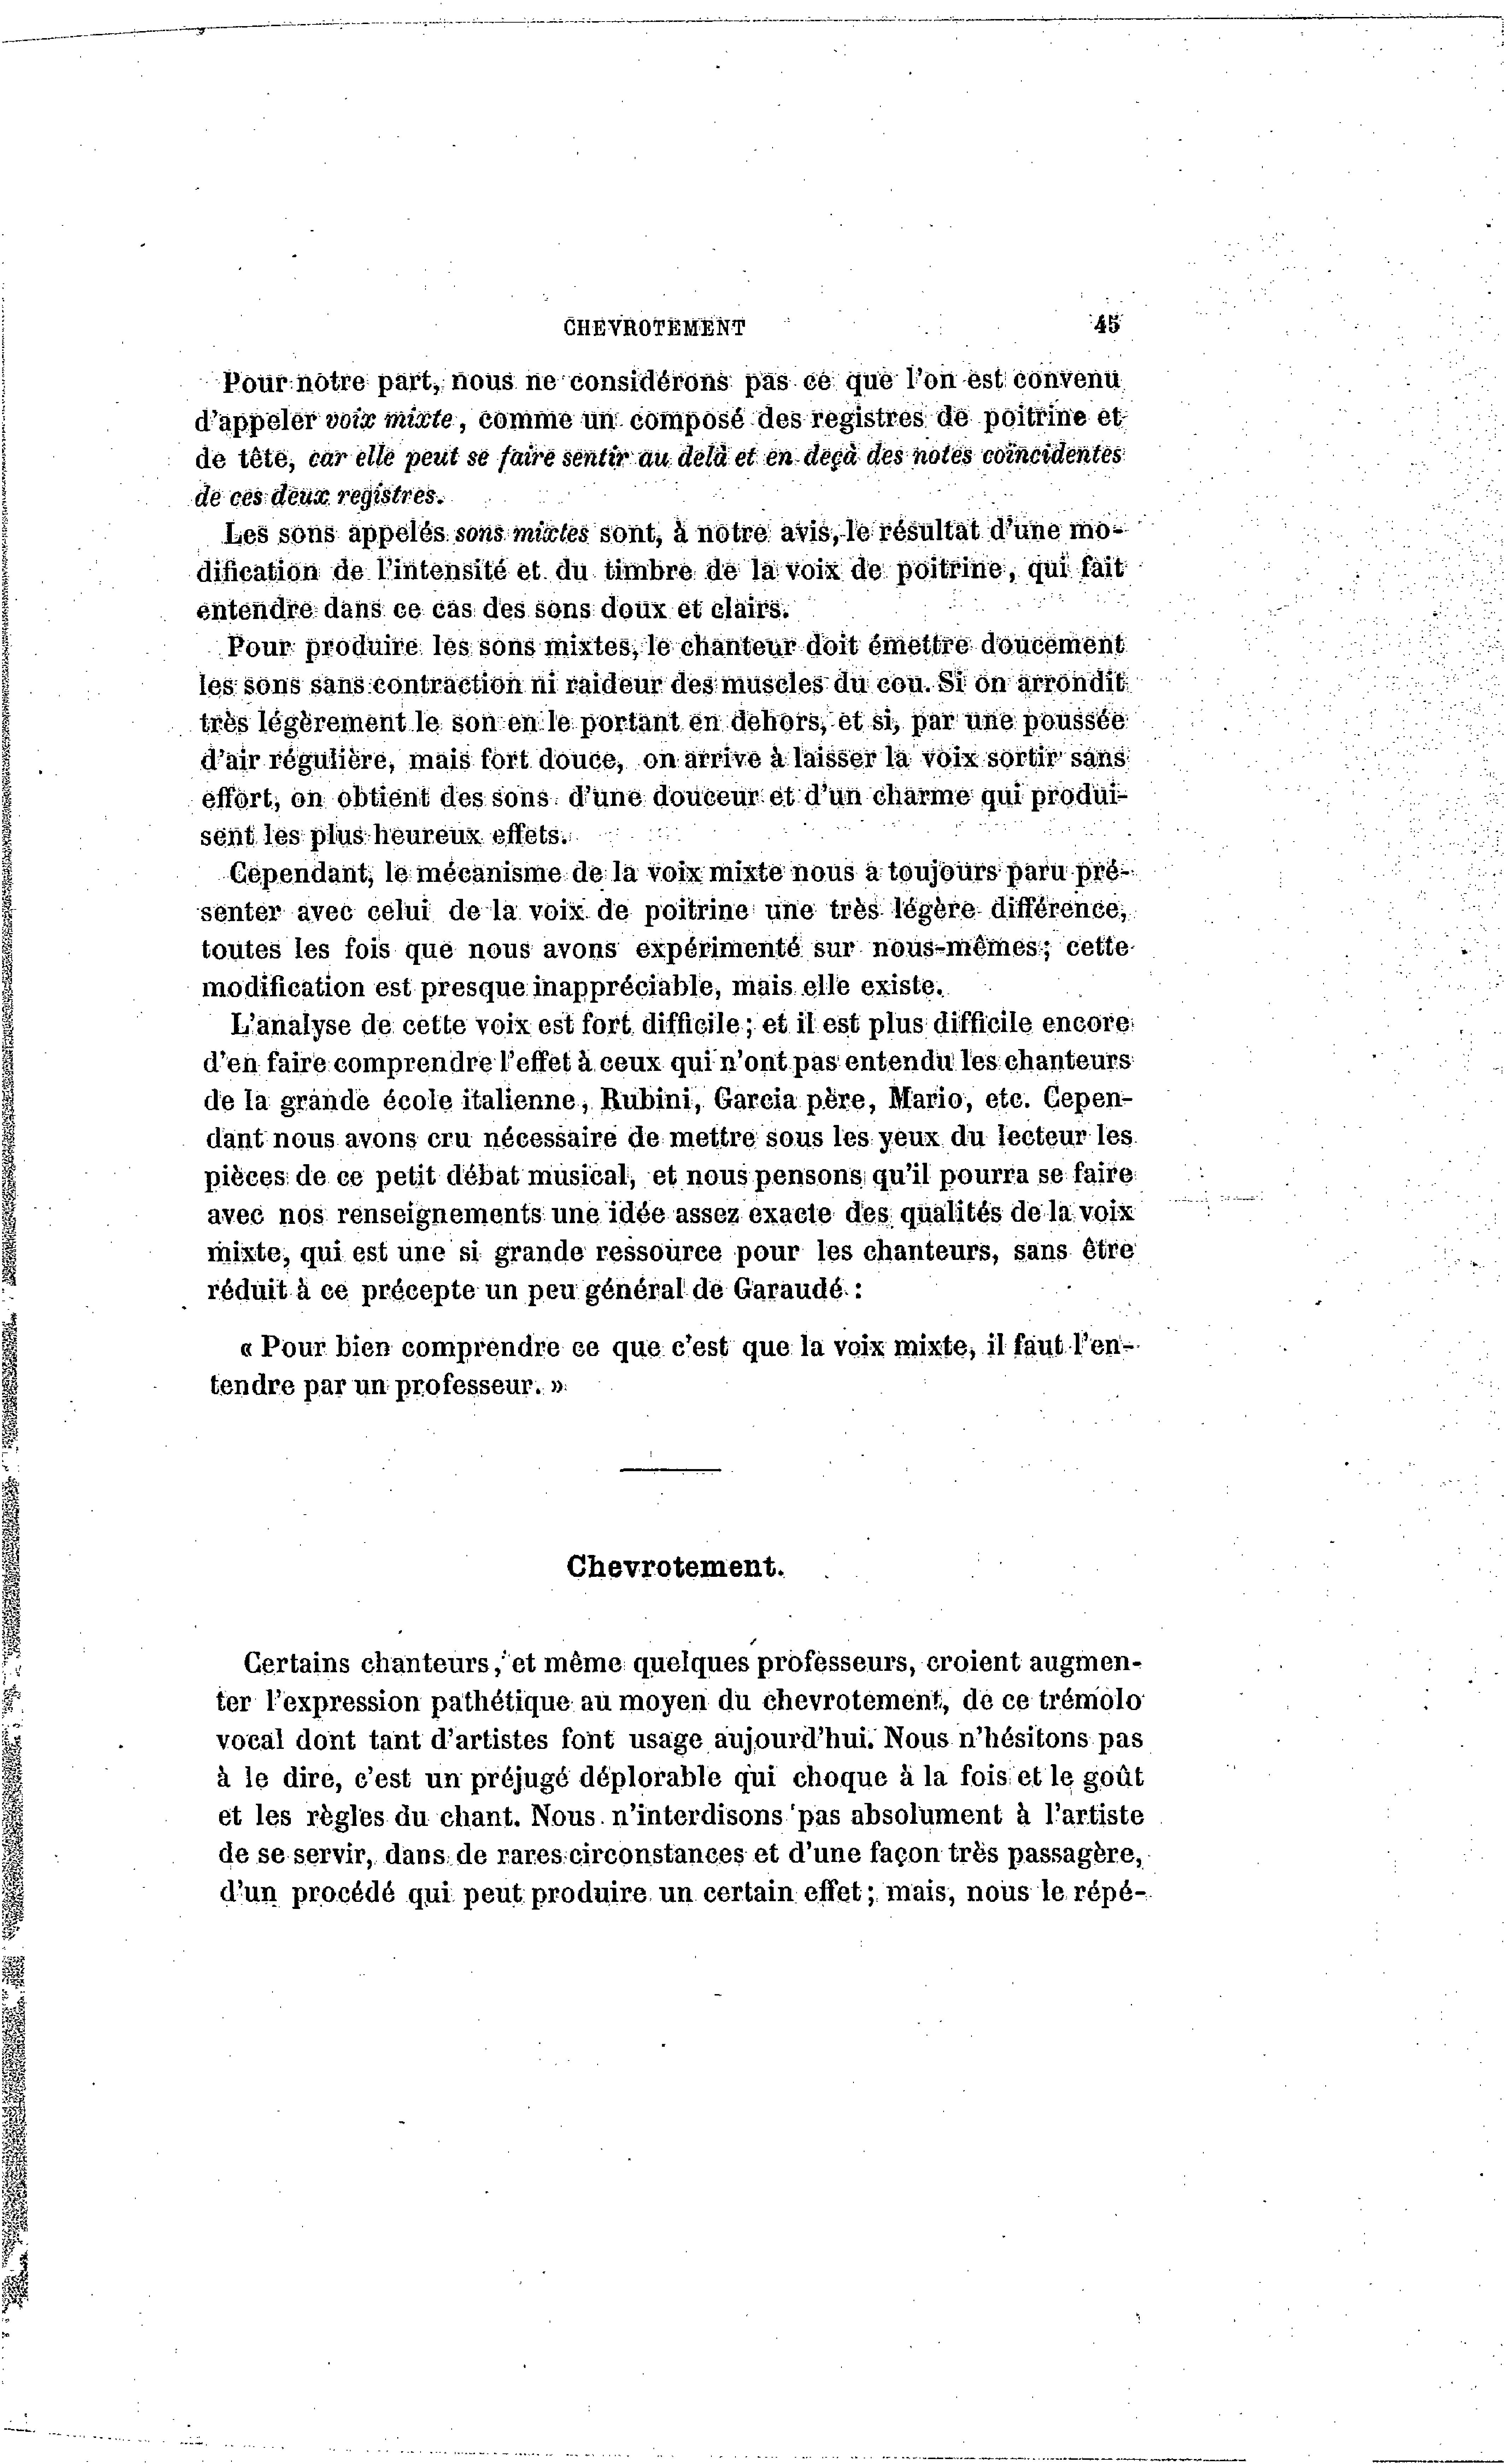 CHEVROTEMENT 45
Pour notre part, nous ne considérons pas ce que l'on est convenu
d'appeler voix mixte, comme un composé des registres de poitrine et
de tête, car elle peut se faire sentir au delà et en deçà des notes coïncidentes
de ces deux registres.
Les sons appelés sons mixtes sont, à notre avis, le résultat d'une mo-
dification de l'intensité et du timbre de la voix de poitrine, qui fait
entendre dans ce cas des sons doux et clairs.
Pour produire les sons mixtes, le chanteur doit émettre doucement
les sons sans contraction ni raideur des muscles du cou. Si on arrondit
très légèrement le son en le portant en dehors, et si, par une poussée
d'air régulière, mais fort douce, on arrive à laisser la voix sortir sans
effort, on obtient des sons d'une douceur et d'un charme qui produi-
sent les plus heureux effets.
Cependant, le mécanisme de la voix mixte nous a toujours paru pré-
senter avec celui de la voix de poitrine une très légère différence,
toutes les fois que nous avons expérimenté sur nous-mêmes; cette
modification est presque inappréciable, mais elle existe.
L'analyse de cette voix est fort difficile; et il est plus difficile encore
d'en faire comprendre l'effet à ceux qui n'ont pas entendu les chanteurs
de la grande école italienne, Rubini, Garcia père, Mario, etc. Cepen-
dant nous avons cru nécessaire de mettre sous les yeux du lecteur les
pièces de ce petit débat musical, et nous pensons qu'il pourra se faire
avec nos renseignements une idée assez exacte des qualités de la voix
mixte, qui est une si grande ressource pour les chanteurs, sans être
réduit à ce précepte un peu général de Garaudé :
« Pour bien comprendre ce que c'est que la voix mixte, il faut l'en-
tendre par un professeur. »
Chevrotement.
Certains chanteurs, et même quelques professeurs, croient augmen-
ter l'expression pathétique au moyen du chevrotement, de ce trémolo
vocal dont tant d'artistes font usage aujourd'hui. Nous n'hésitons pas
à le dire, c'est un préjugé déplorable qui choque à la fois et le goût
et les règles du chant. Nous n'interdisons pas absolument à l'artiste
de se servir, dans de rares circonstances et d'une façon très passagère,
d'un procédé qui peut produire un certain effet; mais, nous le répé-